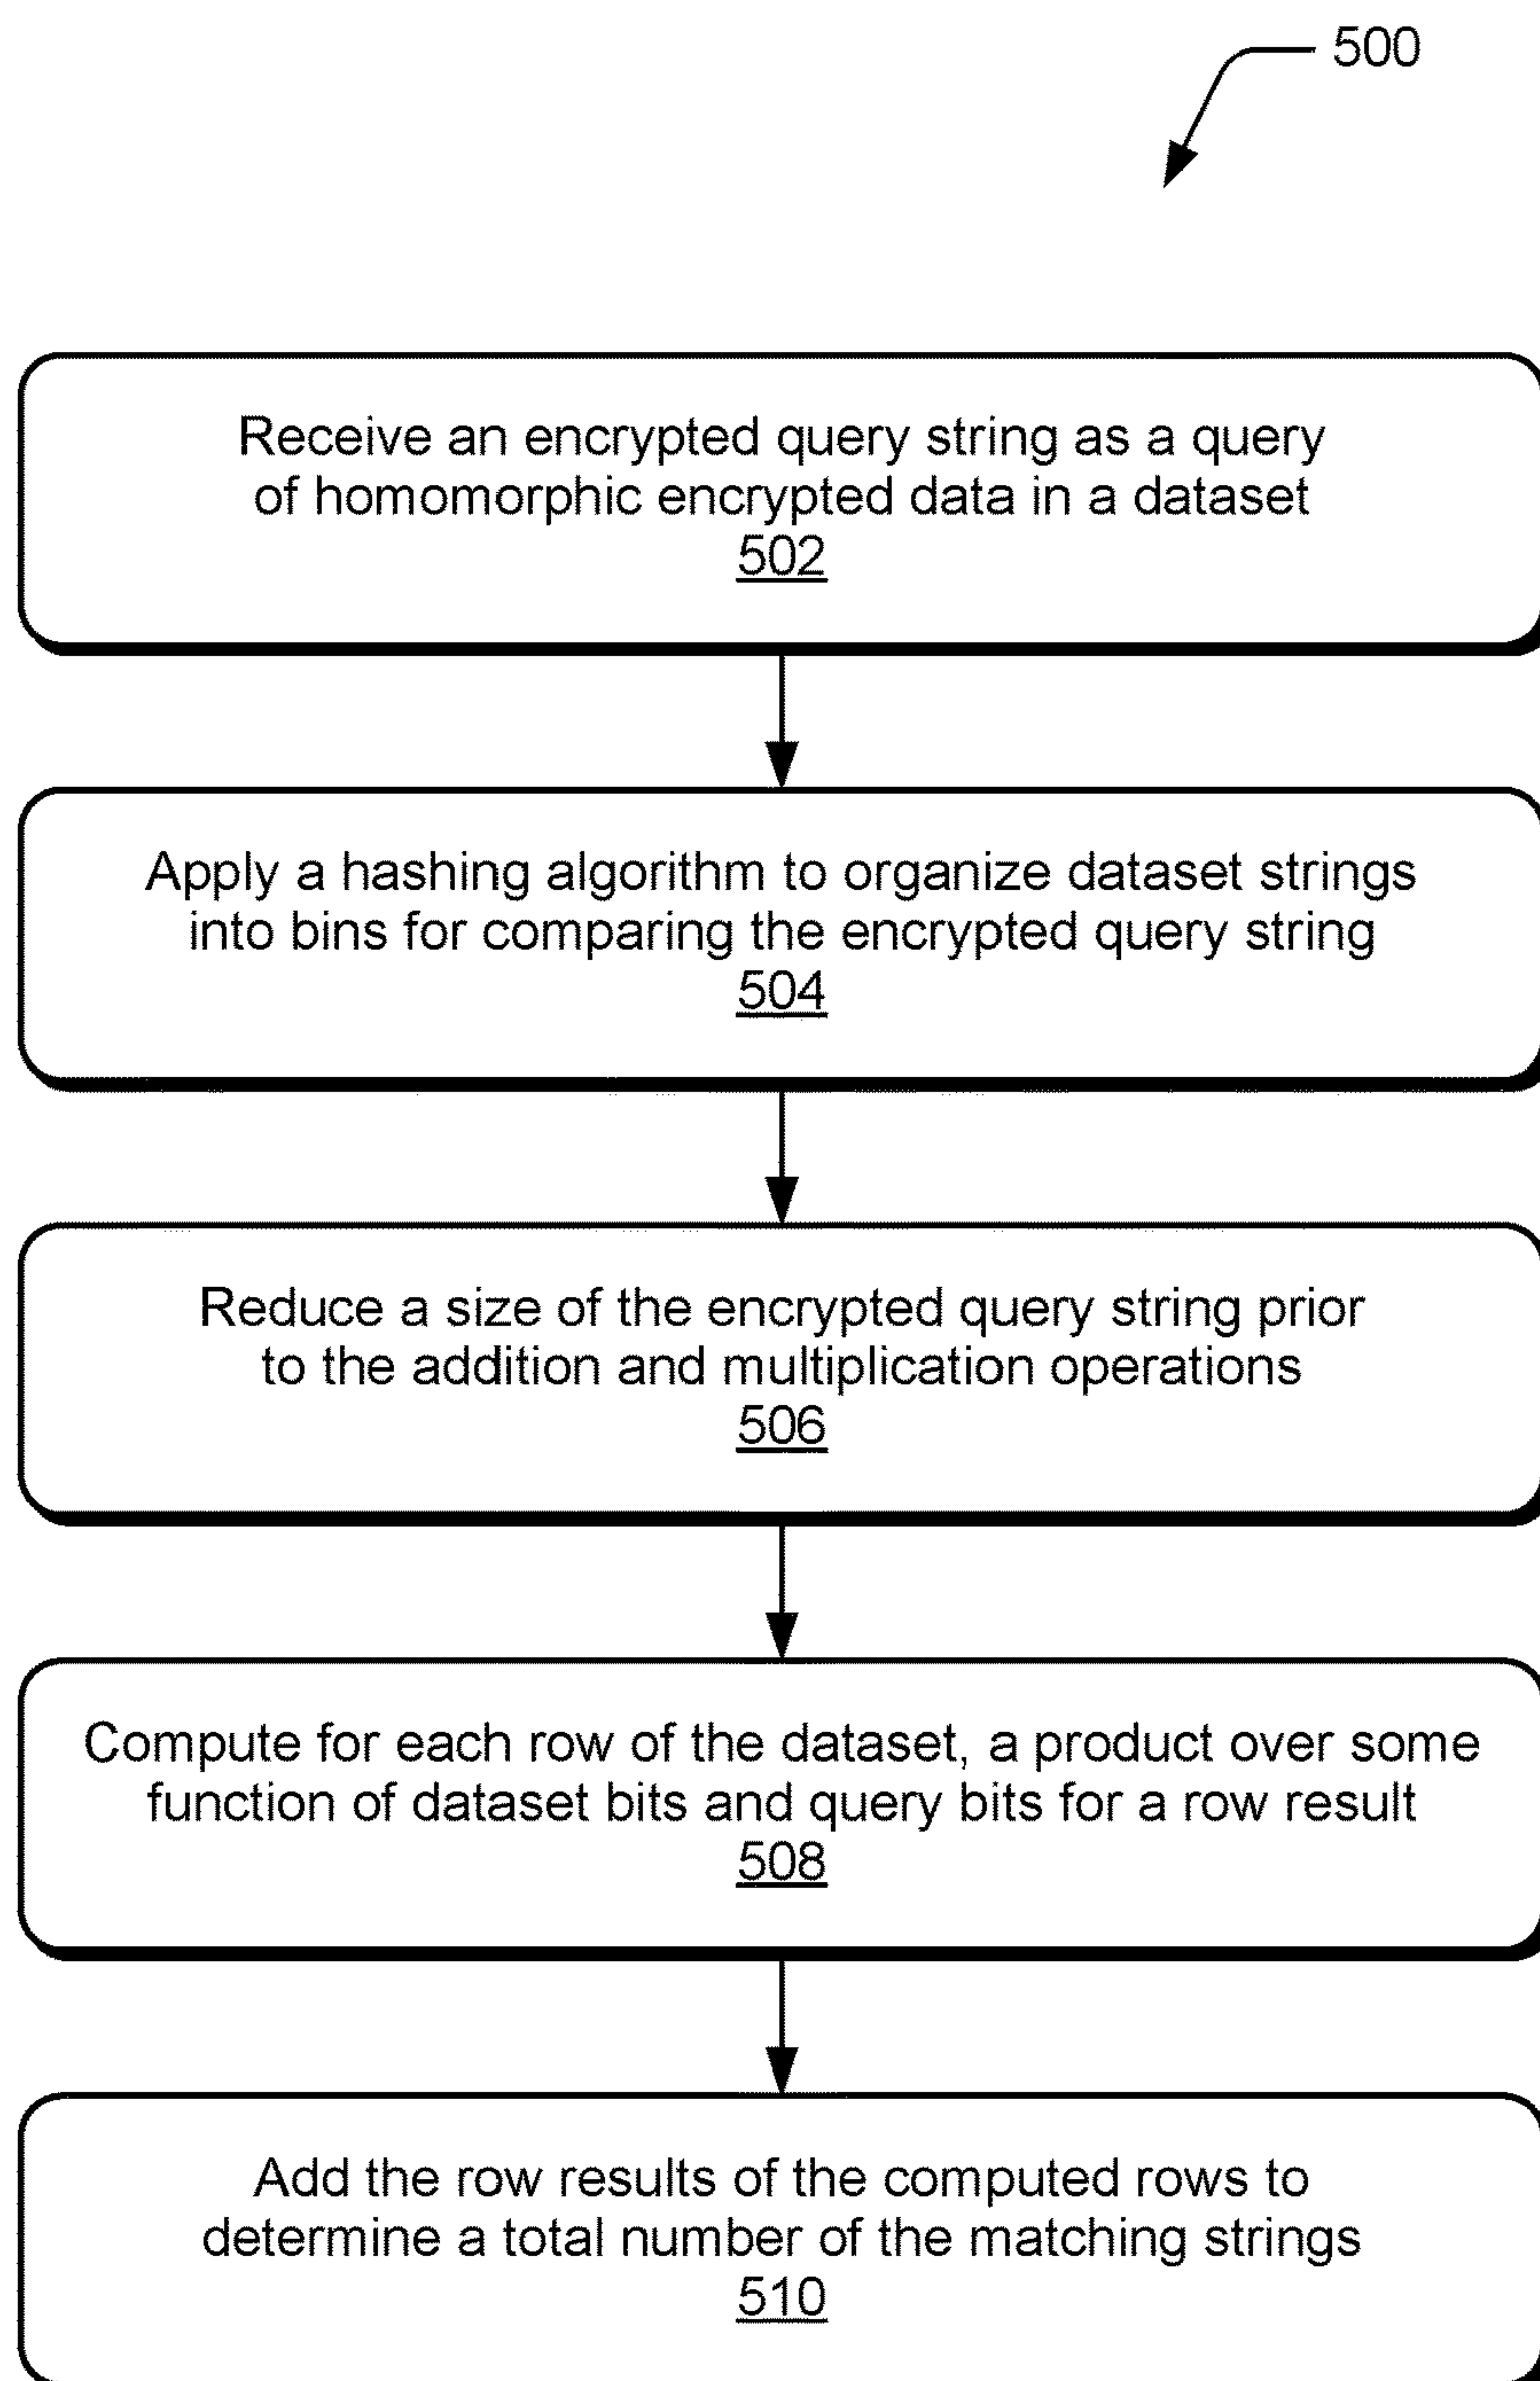 500
Receive an encrypted query string as a query
of homomorphic encrypted data in a dataset
502
Apply a hashing algorithm to organize dataset strings
into bins for comparing the encrypted query string
504
Reduce a size of the encrypted query string prior
to the addition and multiplication operations
506
Compute for each row of the dataset, a product over some
function of dataset bits and query bits for a row result
508
Add the row results of the computed rows to
determine a total number of the matching strings
510